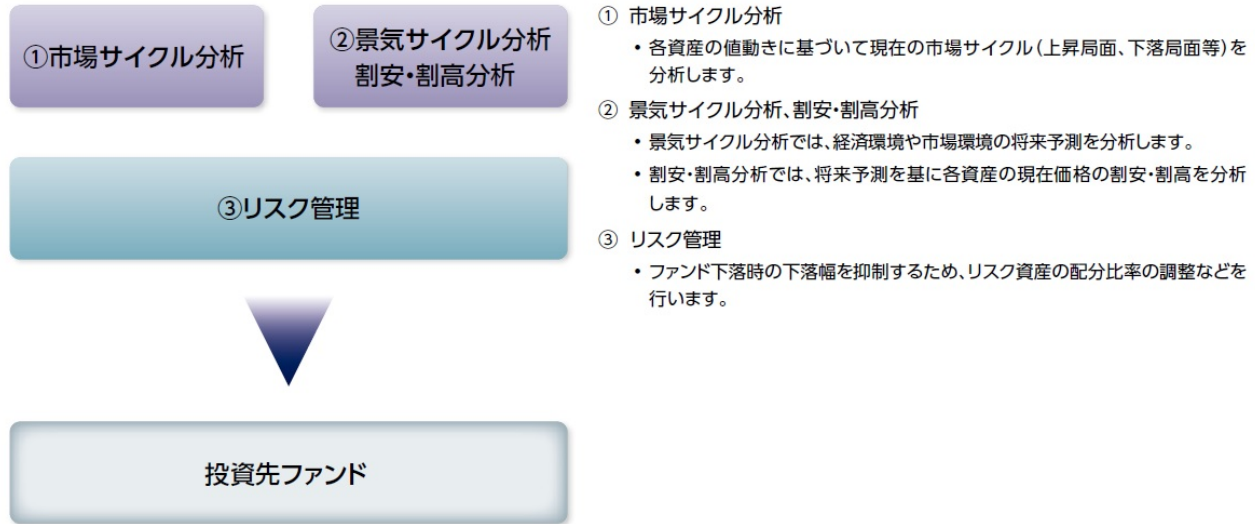 ①市場サイクル分析
②景気サイクル分析
割安・割高分析
③リスク管理
投資先ファンド
① 市場サイクル分析
• 各資産の値動きに基づいて現在の市場サイクル（上昇局面、下落局面等）を
分析します。
② 景気サイクル分析、割安・割高分析
• 景気サイクル分析では、経済環境や市場環境の将来予測を分析します。
• 割安・割高分析では、将来予測を基に各資産の現在価格の割安・割高を分析
します。
③ リスク管理
• ファンド下落時の下落幅を抑制するため、リスク資産の配分比率の調整などを
行います。